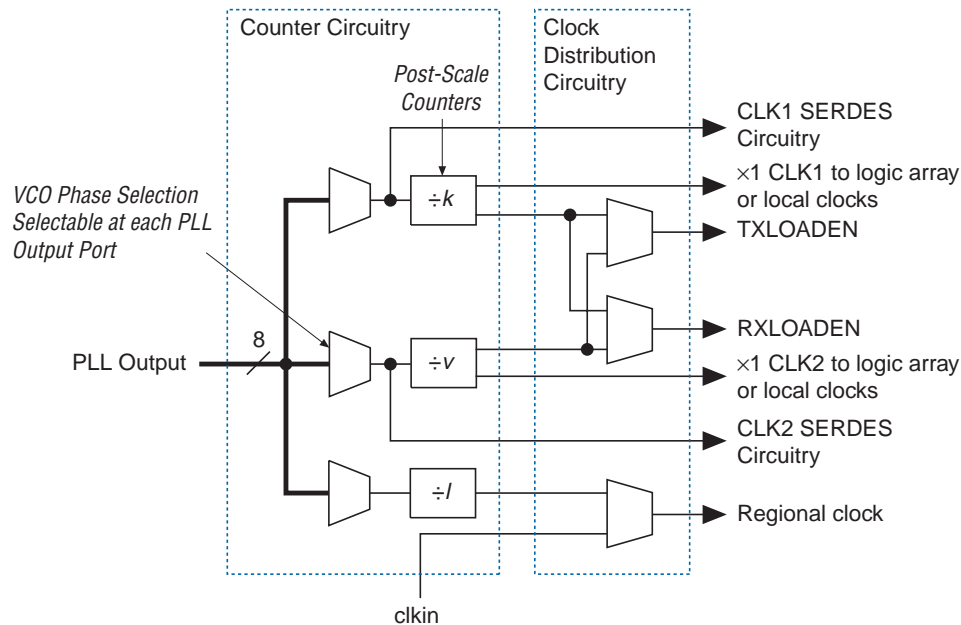 Counter Circuitry
Clock
Distribution
Circuitry
Post-Scale
Counters
CLK1 SERDES
Circuitry
×1 CLK1 to logic array
or local clocks
TXLOADEN
VCO Phase Selection
Selectable at each PLL
Output Port
÷k
RXLOADEN
8
PLL Output
÷v
×1 CLK2 to logic array
or local clocks
CLK2 SERDES
Circuitry
÷l
Regional clock
clkin